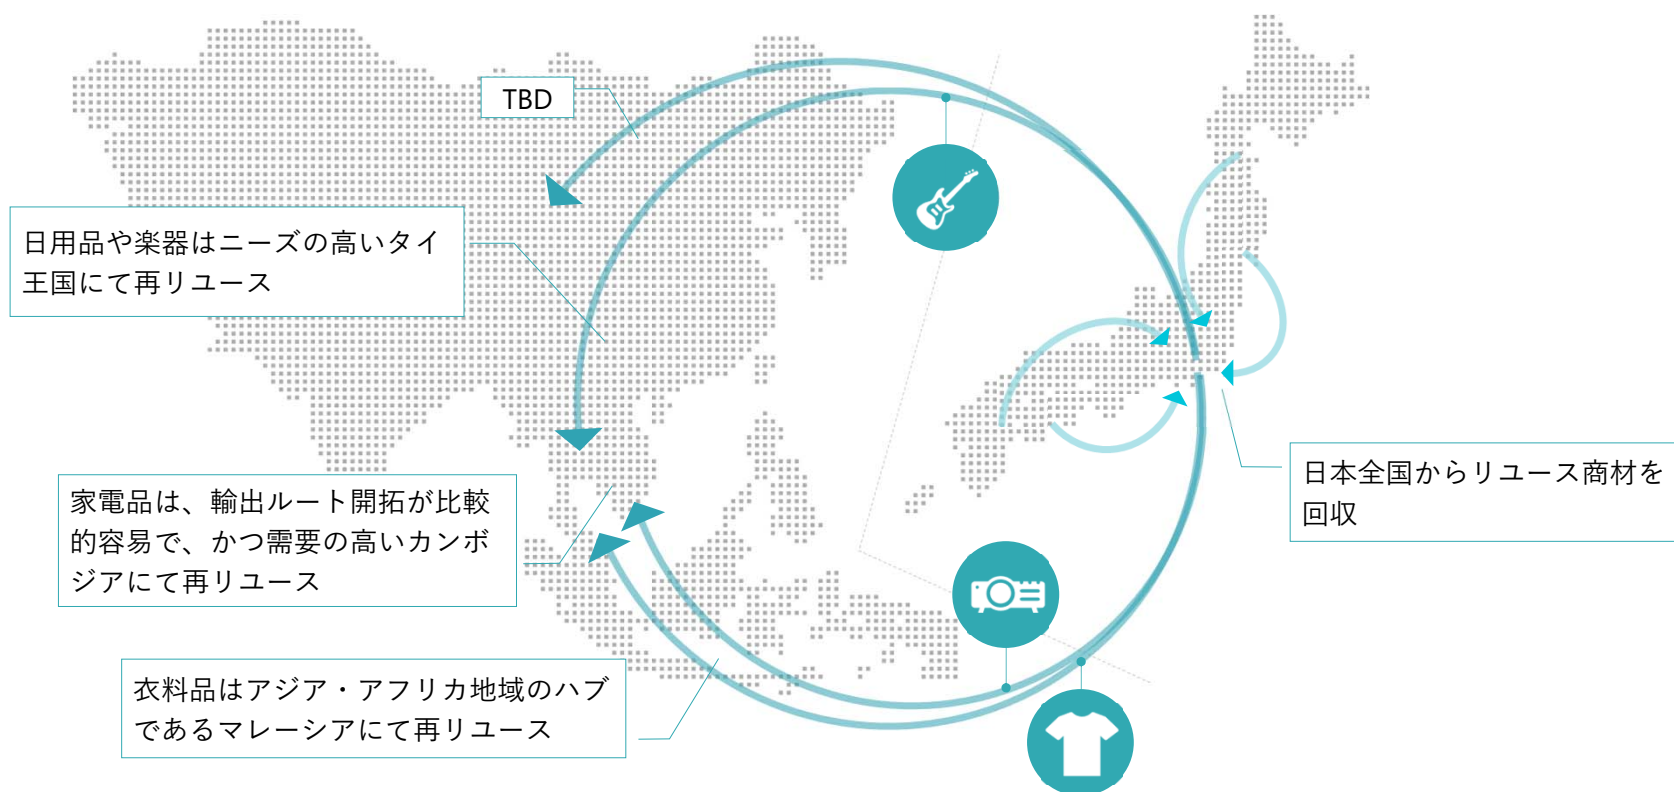 TBD
日用品や楽器はニーズの高いタイ
王国にて再リユース
家電品は、輸出ルート開拓が比較
的容易で、かつ需要の高いカンボ
ジアにて再リユース
衣料品はアジア・アフリカ地域のハブ
であるマレーシアにて再リユース
日本全国からリユース商材を
回収